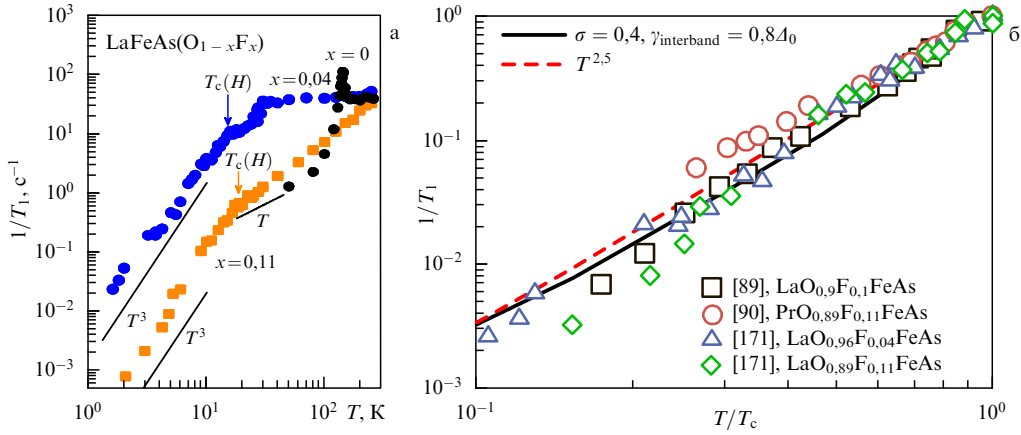 LaFeAs(O₁₋ₓFₓ)
а
x=0
T_c(H)
x=0,04
T_c(H)
T
x=0,11
T³
T³
10³
10²
10¹
10⁰
10⁻¹
10⁻²
10⁻³
1/T₁, с⁻¹
10⁰
10¹
10²
T, K
σ = 0,4, γ_interband = 0,8Δ₀
T²,⁵
б
[89], LaO₀,₉F₀,₁FeAs
[90], PrO₀,₈₉F₀,₁₁FeAs
[171], LaO₀,₉₆F₀,₀₄FeAs
[171], LaO₀,₈₉F₀,₁₁FeAs
10⁰
10⁻¹
10⁻²
10⁻³
1/T₁
10⁻¹
10⁰
T/T_c